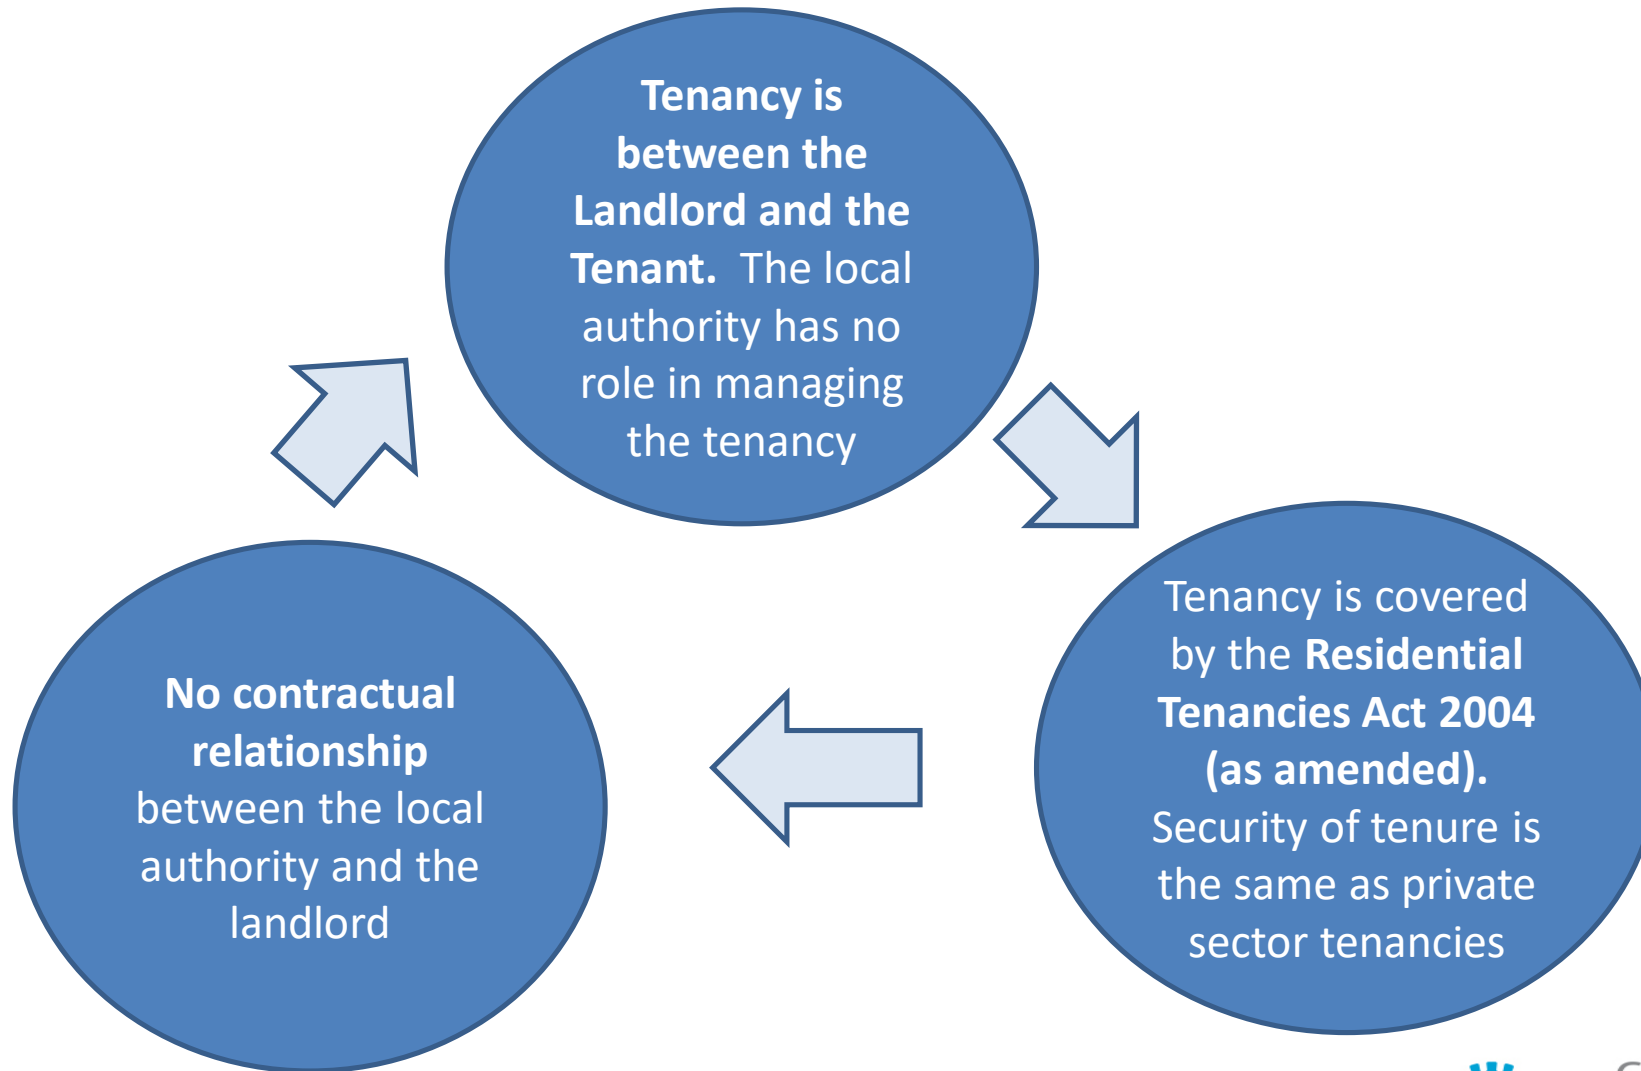 Tenancy is
between the
Landlord and the
Tenant.  The local
authority has no
role in managing
the tenancy
Tenancy is covered
by the Residential
Tenancies Act 2004
(as amended).
Security of tenure is
the same as private
sector tenancies
No contractual
relationship
between the local
authority and the
landlord